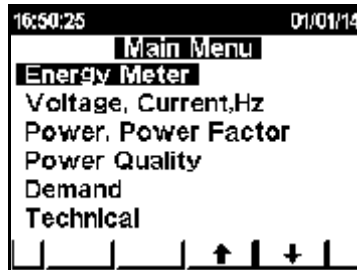 16:50:25 01/01/14
Main Menu
Energy Meter
Voltage, Current,Hz
Power, Power Factor
Power Quality
Demand
Technical